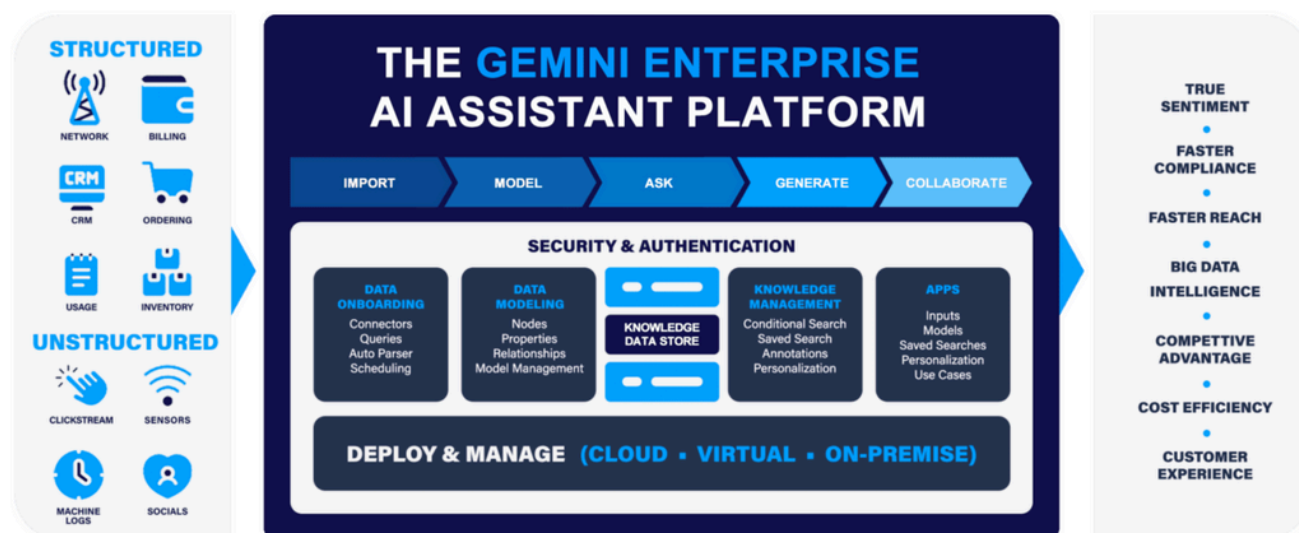 STRUCTURED
NETWORK
BILLING
CRM
CRM
ORDERING
USAGE
INVENTORY
UNSTRUCTURED
CLICKSTREAM
SENSORS
MACHINE
LOGS
SOCIALS
THE GEMINI ENTERPRISE
AI ASSISTANT PLATFORM
IMPORT
MODEL
ASK
GENERATE
COLLABORATE
SECURITY & AUTHENTICATION
DATA
ONBOARDING
Connectors
Queries
Auto Parser
Scheduling
DATA
MODELING
Nodes
Properties
Relationships
Model Management
KNOWLEDGE
DATA STORE
KNOWLEDGE
MANAGEMENT
Conditional Search
Saved Search
Annotations
Personalization
APPS
Inputs
Models
Saved Searches
Personalization
Use Cases
DEPLOY & MANAGE (CLOUD • VIRTUAL • ON-PREMISE)
TRUE
SENTIMENT
FASTER
COMPLIANCE
FASTER REACH
BIG DATA
INTELLIGENCE
COMPETTIVE
ADVANTAGE
COST EFFICIENCY
CUSTOMER
EXPERIENCE